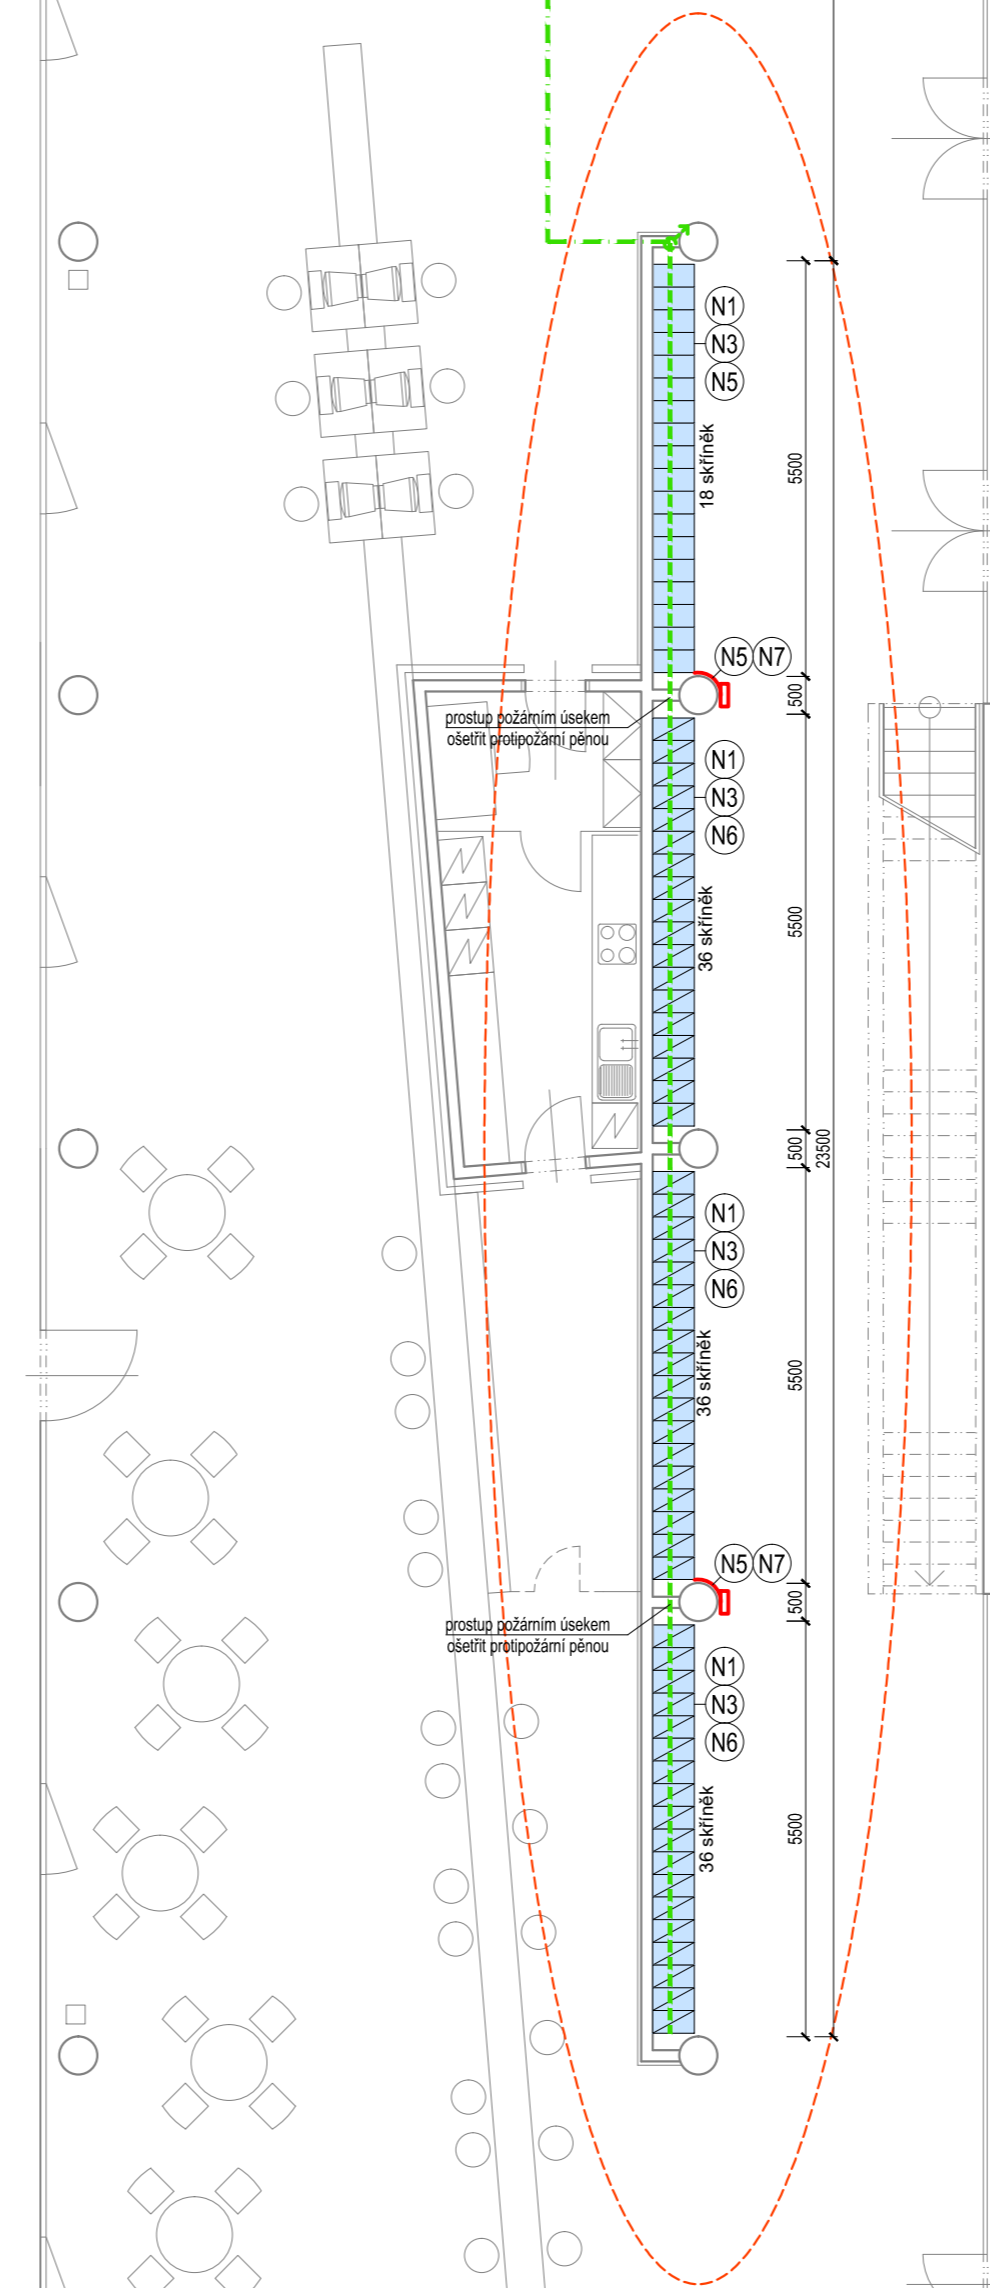 N1
N3
N5
18 skříněk
5500
N5 N7
500
prostup požárním úsekem
ošetřit protipožární pěnou
N1
N3
N6
36 skříněk
5500
500
23500
N1
N3
N6
36 skříněk
5500
N5 N7
500
prostup požárním úsekem
ošetřit protipožární pěnou
N1
N3
N6
36 skříněk
5500